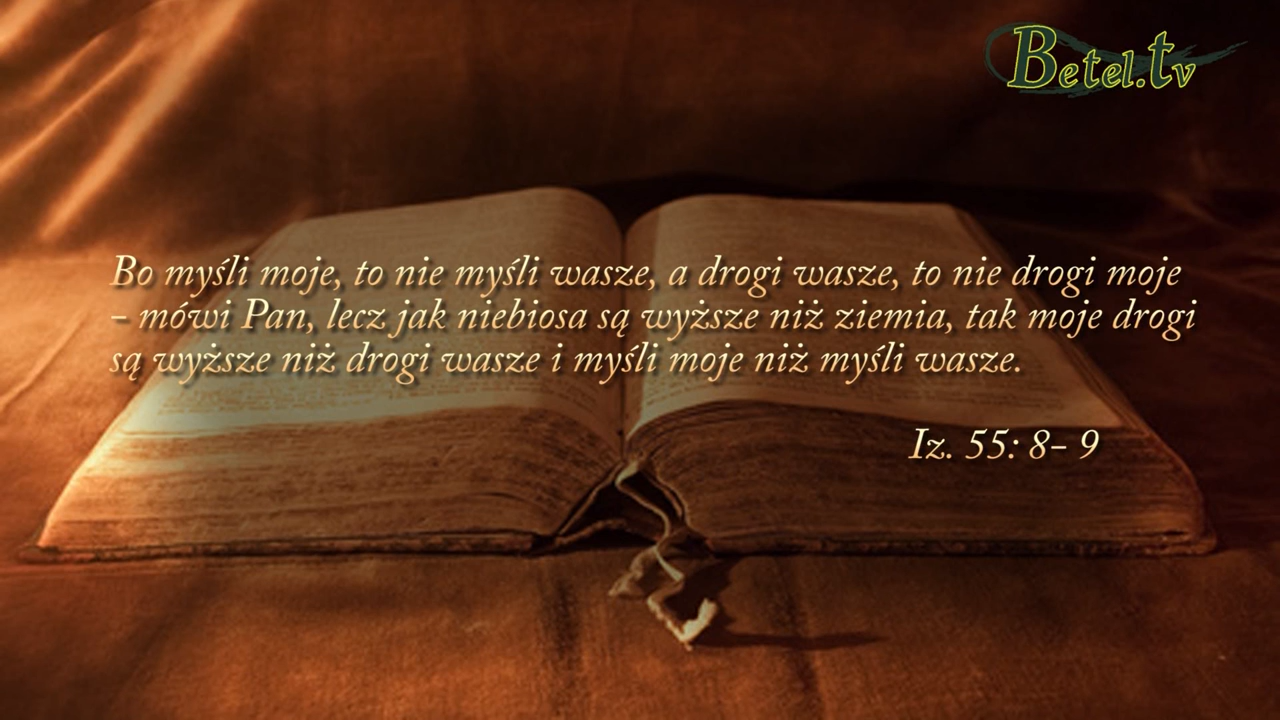 Betel.tv
Bo myśli moje, to nie myśli wasze, a drogi wasze, to nie drogi moje
- mówi Pan, lecz jak niebiosa są wyższe niż ziemia, tak moje drogi
są wyższe niż drogi wasze i myśli moje niż myśli wasze.
Iz. 55: 8- 9